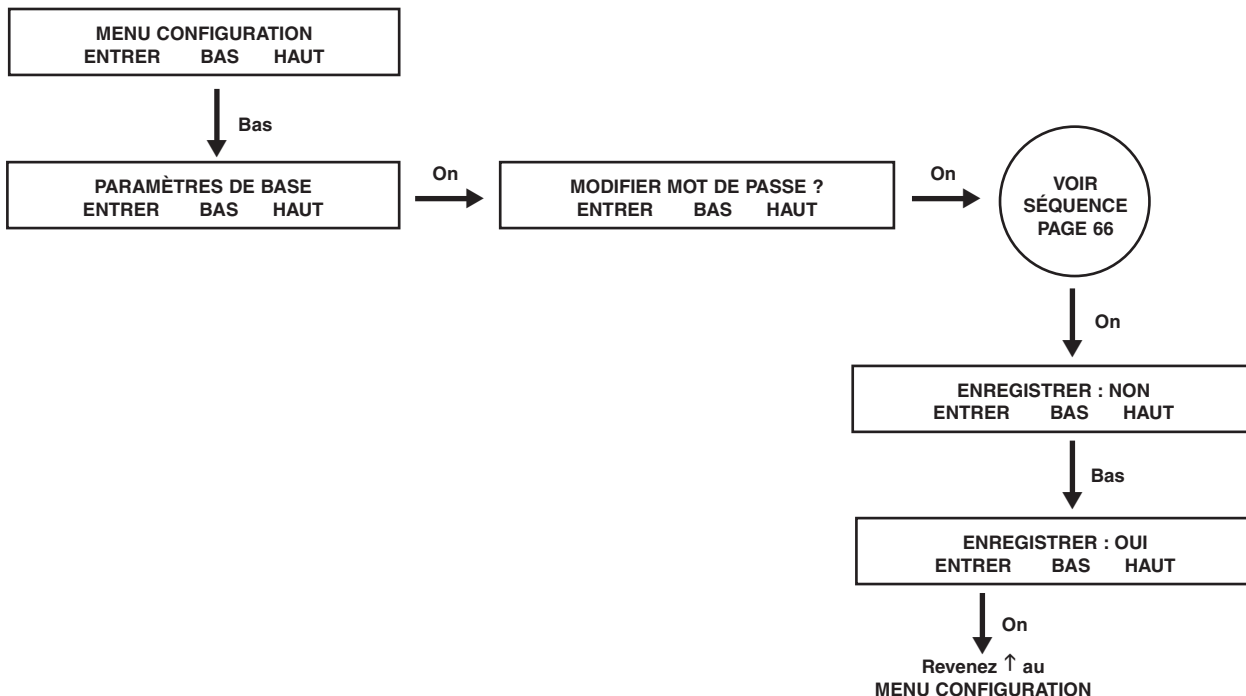 MENU CONFIGURATION
ENTRER BAS HAUT
Bas
PARAMÈTRES DE BASE
ENTRER BAS HAUT
On
MODIFIER MOT DE PASSE ?
ENTRER BAS HAUT
On
VOIR
SÉQUENCE
PAGE 66
On
ENREGISTRER : NON
ENTRER BAS HAUT
Bas
ENREGISTRER : OUI
ENTRER BAS HAUT
On
Revenez ↑ au
MENU CONFIGURATION